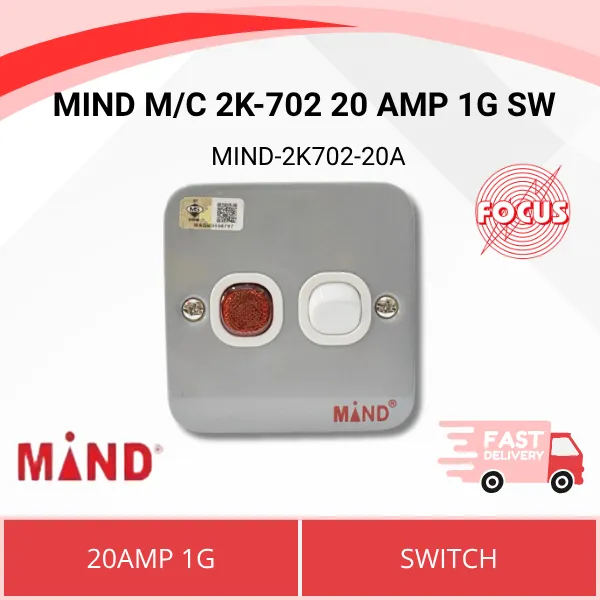 MIND M/C 2K-702 20 AMP 1G SW
MIND-2K702-20A
FOCUS
MIND®
MIND®
FAST
DELIVERY
20AMP 1G
SWITCH